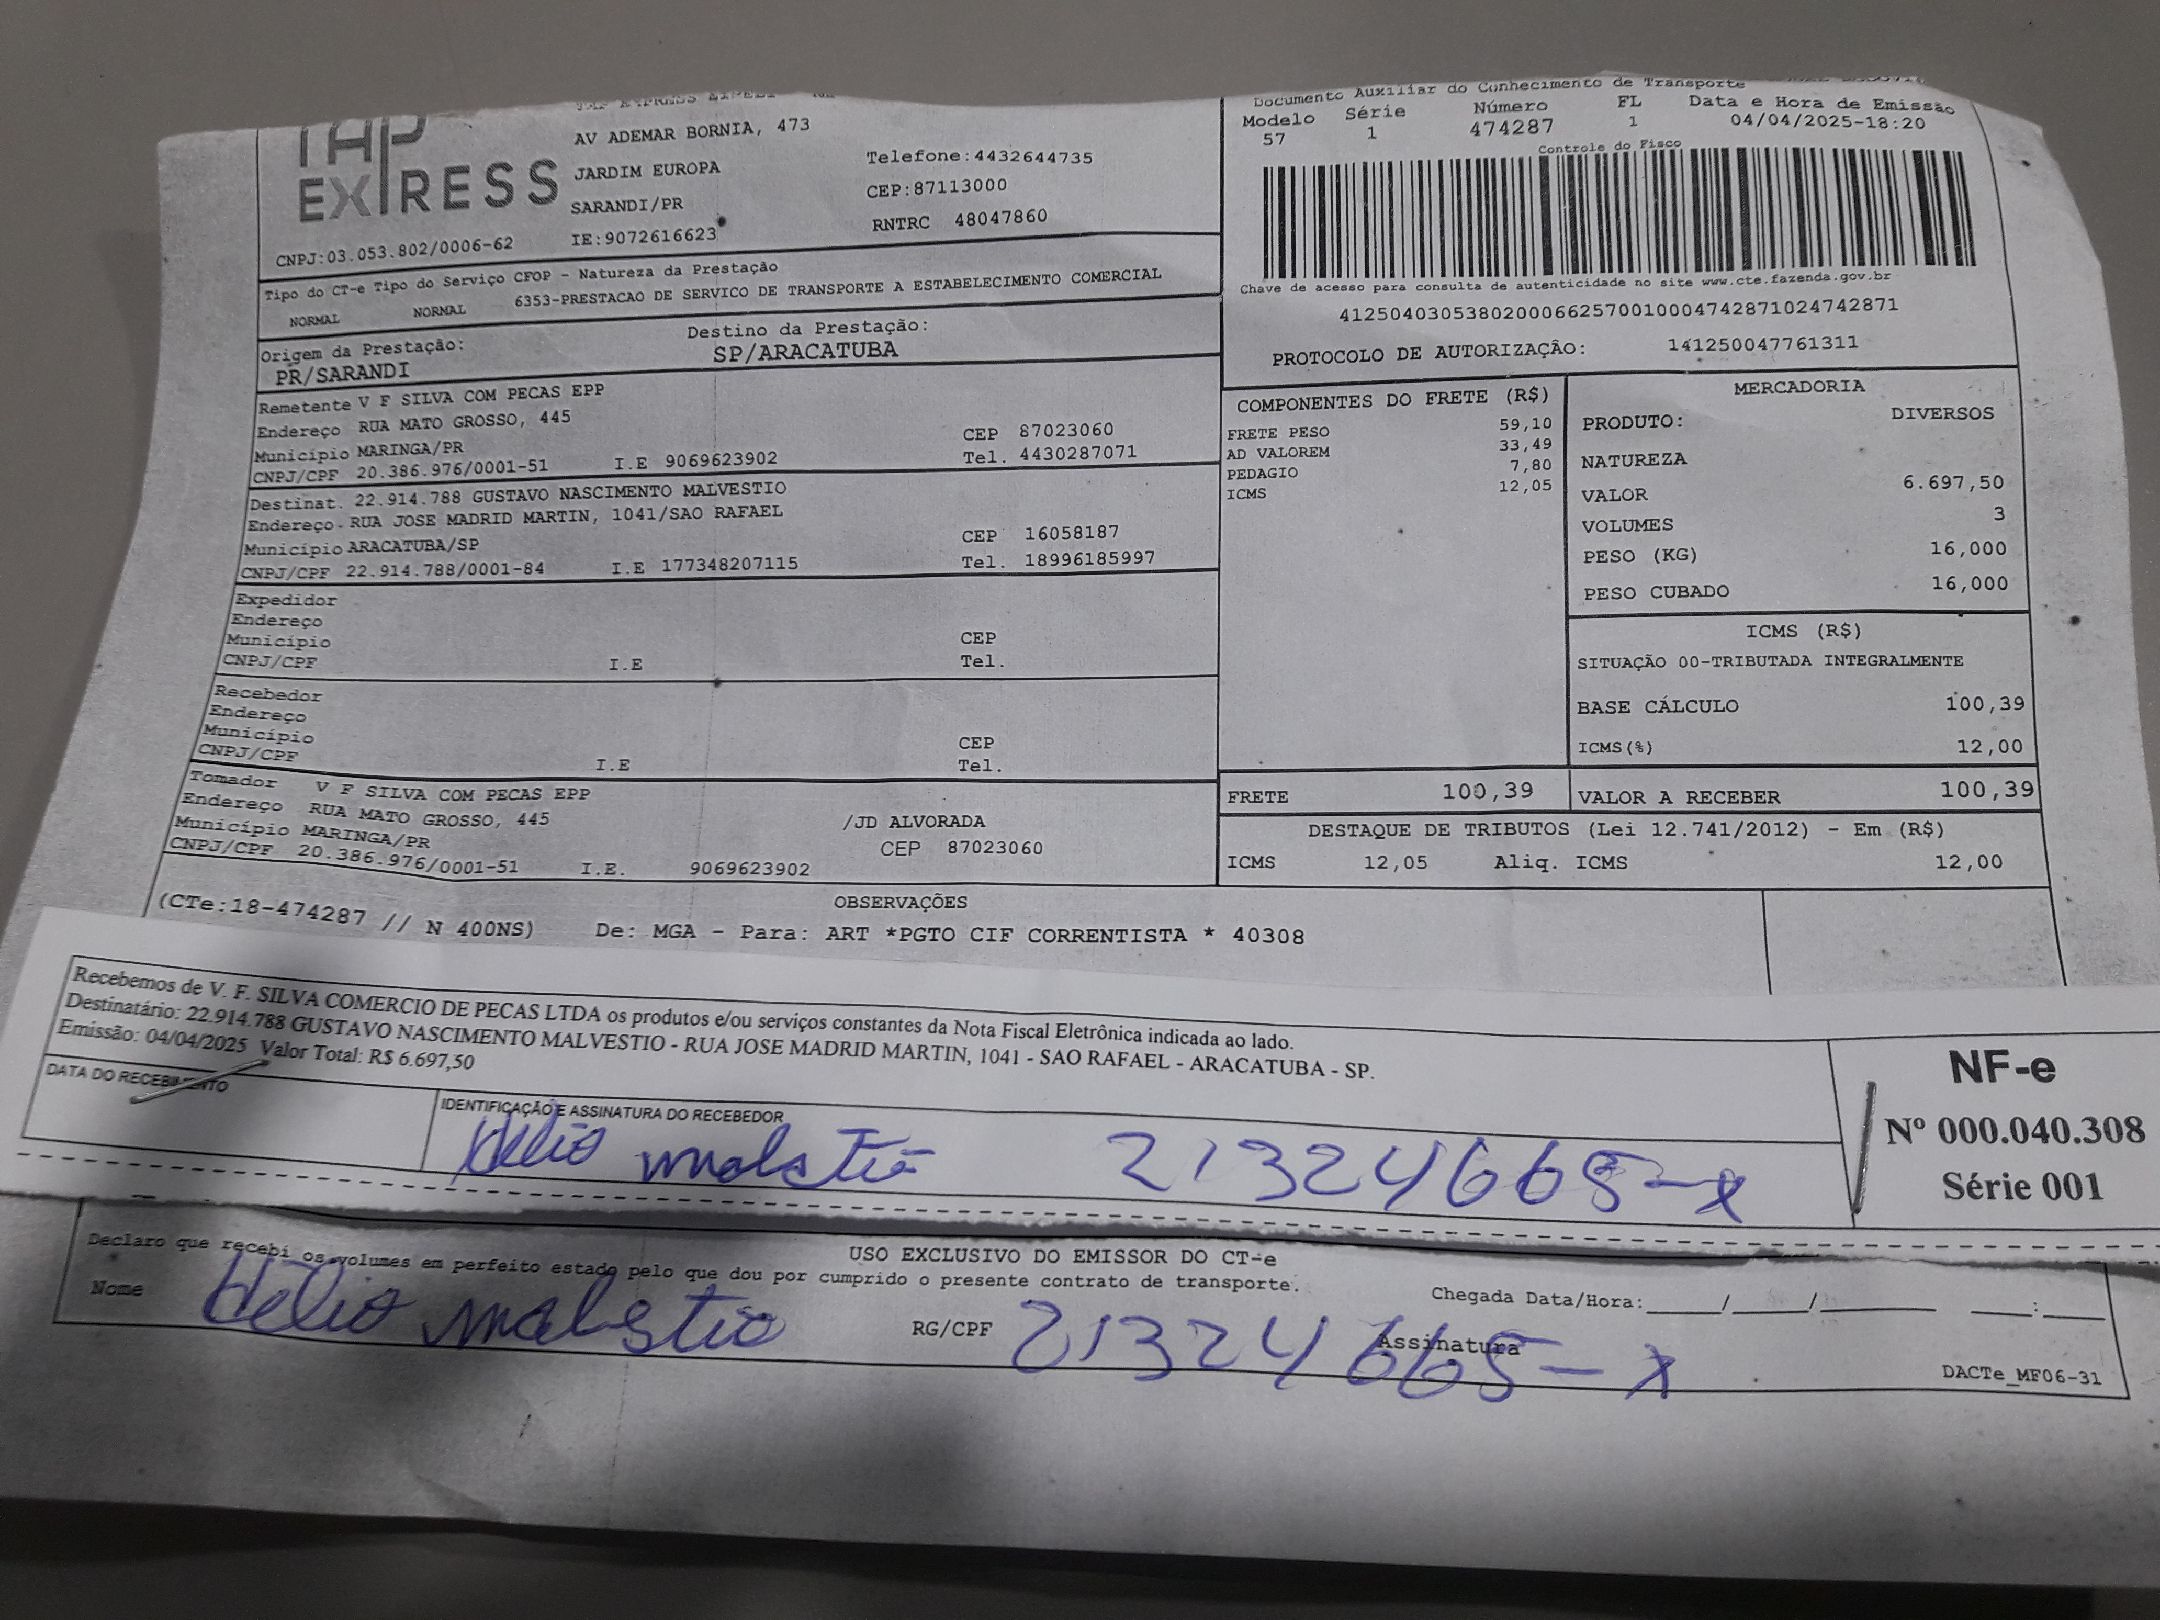 TAP
EXPRESS
AV ADEMAR BORNIA, 473
JARDIM EUROPA
SARANDI/PR
IE:9072616623
Telefone:4432644735
CEP:87113000
RNTRC 48047860
CNPJ:03.053.802/0006-62
Documento Auxiliar do Conhecimento de Transporte
Modelo Série Número FL Data e Hora de Emissão
57 1 474287 1 04/04/2025-18:20
Controle do Fisco
Chave de acesso para consulta de autenticidade no site www.cte.fazenda.gov.br
41250403053802000662570010004742871024742871
PROTOCOLO DE AUTORIZAÇÃO: 141250047761311
Tipo do CT-e Tipo do Serviço CFOP - Natureza da Prestação
NORMAL NORMAL 6353-PRESTACAO DE SERVICO DE TRANSPORTE A ESTABELECIMENTO COMERCIAL
Origem da Prestação: Destino da Prestação:
PR/SARANDI SP/ARACATUBA
Remetente V F SILVA COM PECAS EPP
Endereço RUA MATO GROSSO, 445
Município MARINGA/PR CEP 87023060
CNPJ/CPF 20.386.976/0001-51 I.E 9069623902 Tel. 4430287071
Destinat. 22.914.788 GUSTAVO NASCIMENTO MALVESTIO
Endereço. RUA JOSE MADRID MARTIN, 1041/SAO RAFAEL
Município ARACATUBA/SP CEP 16058187
CNPJ/CPF 22.914.788/0001-84 I.E 177348207115 Tel. 18996185997
Expedidor
Endereço
Município CEP
CNPJ/CPF I.E Tel.
Recebedor
Endereço
Município CEP
CNPJ/CPF I.E Tel.
Tomador V F SILVA COM PECAS EPP
Endereço RUA MATO GROSSO, 445 /JD ALVORADA
Município MARINGA/PR CEP 87023060
CNPJ/CPF 20.386.976/0001-51 I.E. 9069623902
COMPONENTES DO FRETE (R$)
FRETE PESO 59,10
AD VALOREM 33,49
PEDAGIO 7,80
ICMS 12,05
MERCADORIA
PRODUTO: DIVERSOS
NATUREZA
VALOR 6.697,50
VOLUMES 3
PESO (KG) 16,000
PESO CUBADO 16,000
ICMS (R$)
SITUAÇÃO 00-TRIBUTADA INTEGRALMENTE
BASE CÁLCULO 100,39
ICMS(%) 12,00
FRETE 100,39 VALOR A RECEBER 100,39
DESTAQUE DE TRIBUTOS (Lei 12.741/2012) - Em (R$)
ICMS 12,05 Aliq. ICMS 12,00
OBSERVAÇÕES
(CTe:18-474287 // N 400NS) De: MGA - Para: ART *PGTO CIF CORRENTISTA * 40308
Recebemos de V. F. SILVA COMERCIO DE PECAS LTDA os produtos e/ou serviços constantes da Nota Fiscal Eletrônica indicada ao lado.
Destinatário: 22.914.788 GUSTAVO NASCIMENTO MALVESTIO - RUA JOSE MADRID MARTIN, 1041 - SAO RAFAEL - ARACATUBA - SP.
Emissão: 04/04/2025 Valor Total: R$ 6.697,50
DATA DO RECEBIMENTO
IDENTIFICAÇÃO E ASSINATURA DO RECEBEDOR
Hélio malstio 21324665-x
NF-e
Nº 000.040.308
Série 001
USO EXCLUSIVO DO EMISSOR DO CT-e
Declaro que recebi os volumes em perfeito estado pelo que dou por cumprido o presente contrato de transporte.
Nome Hélio malestio RG/CPF 21324665-x
Chegada Data/Hora:_____/_____/________ ____:____
Assinatura
DACTe_MF06-31